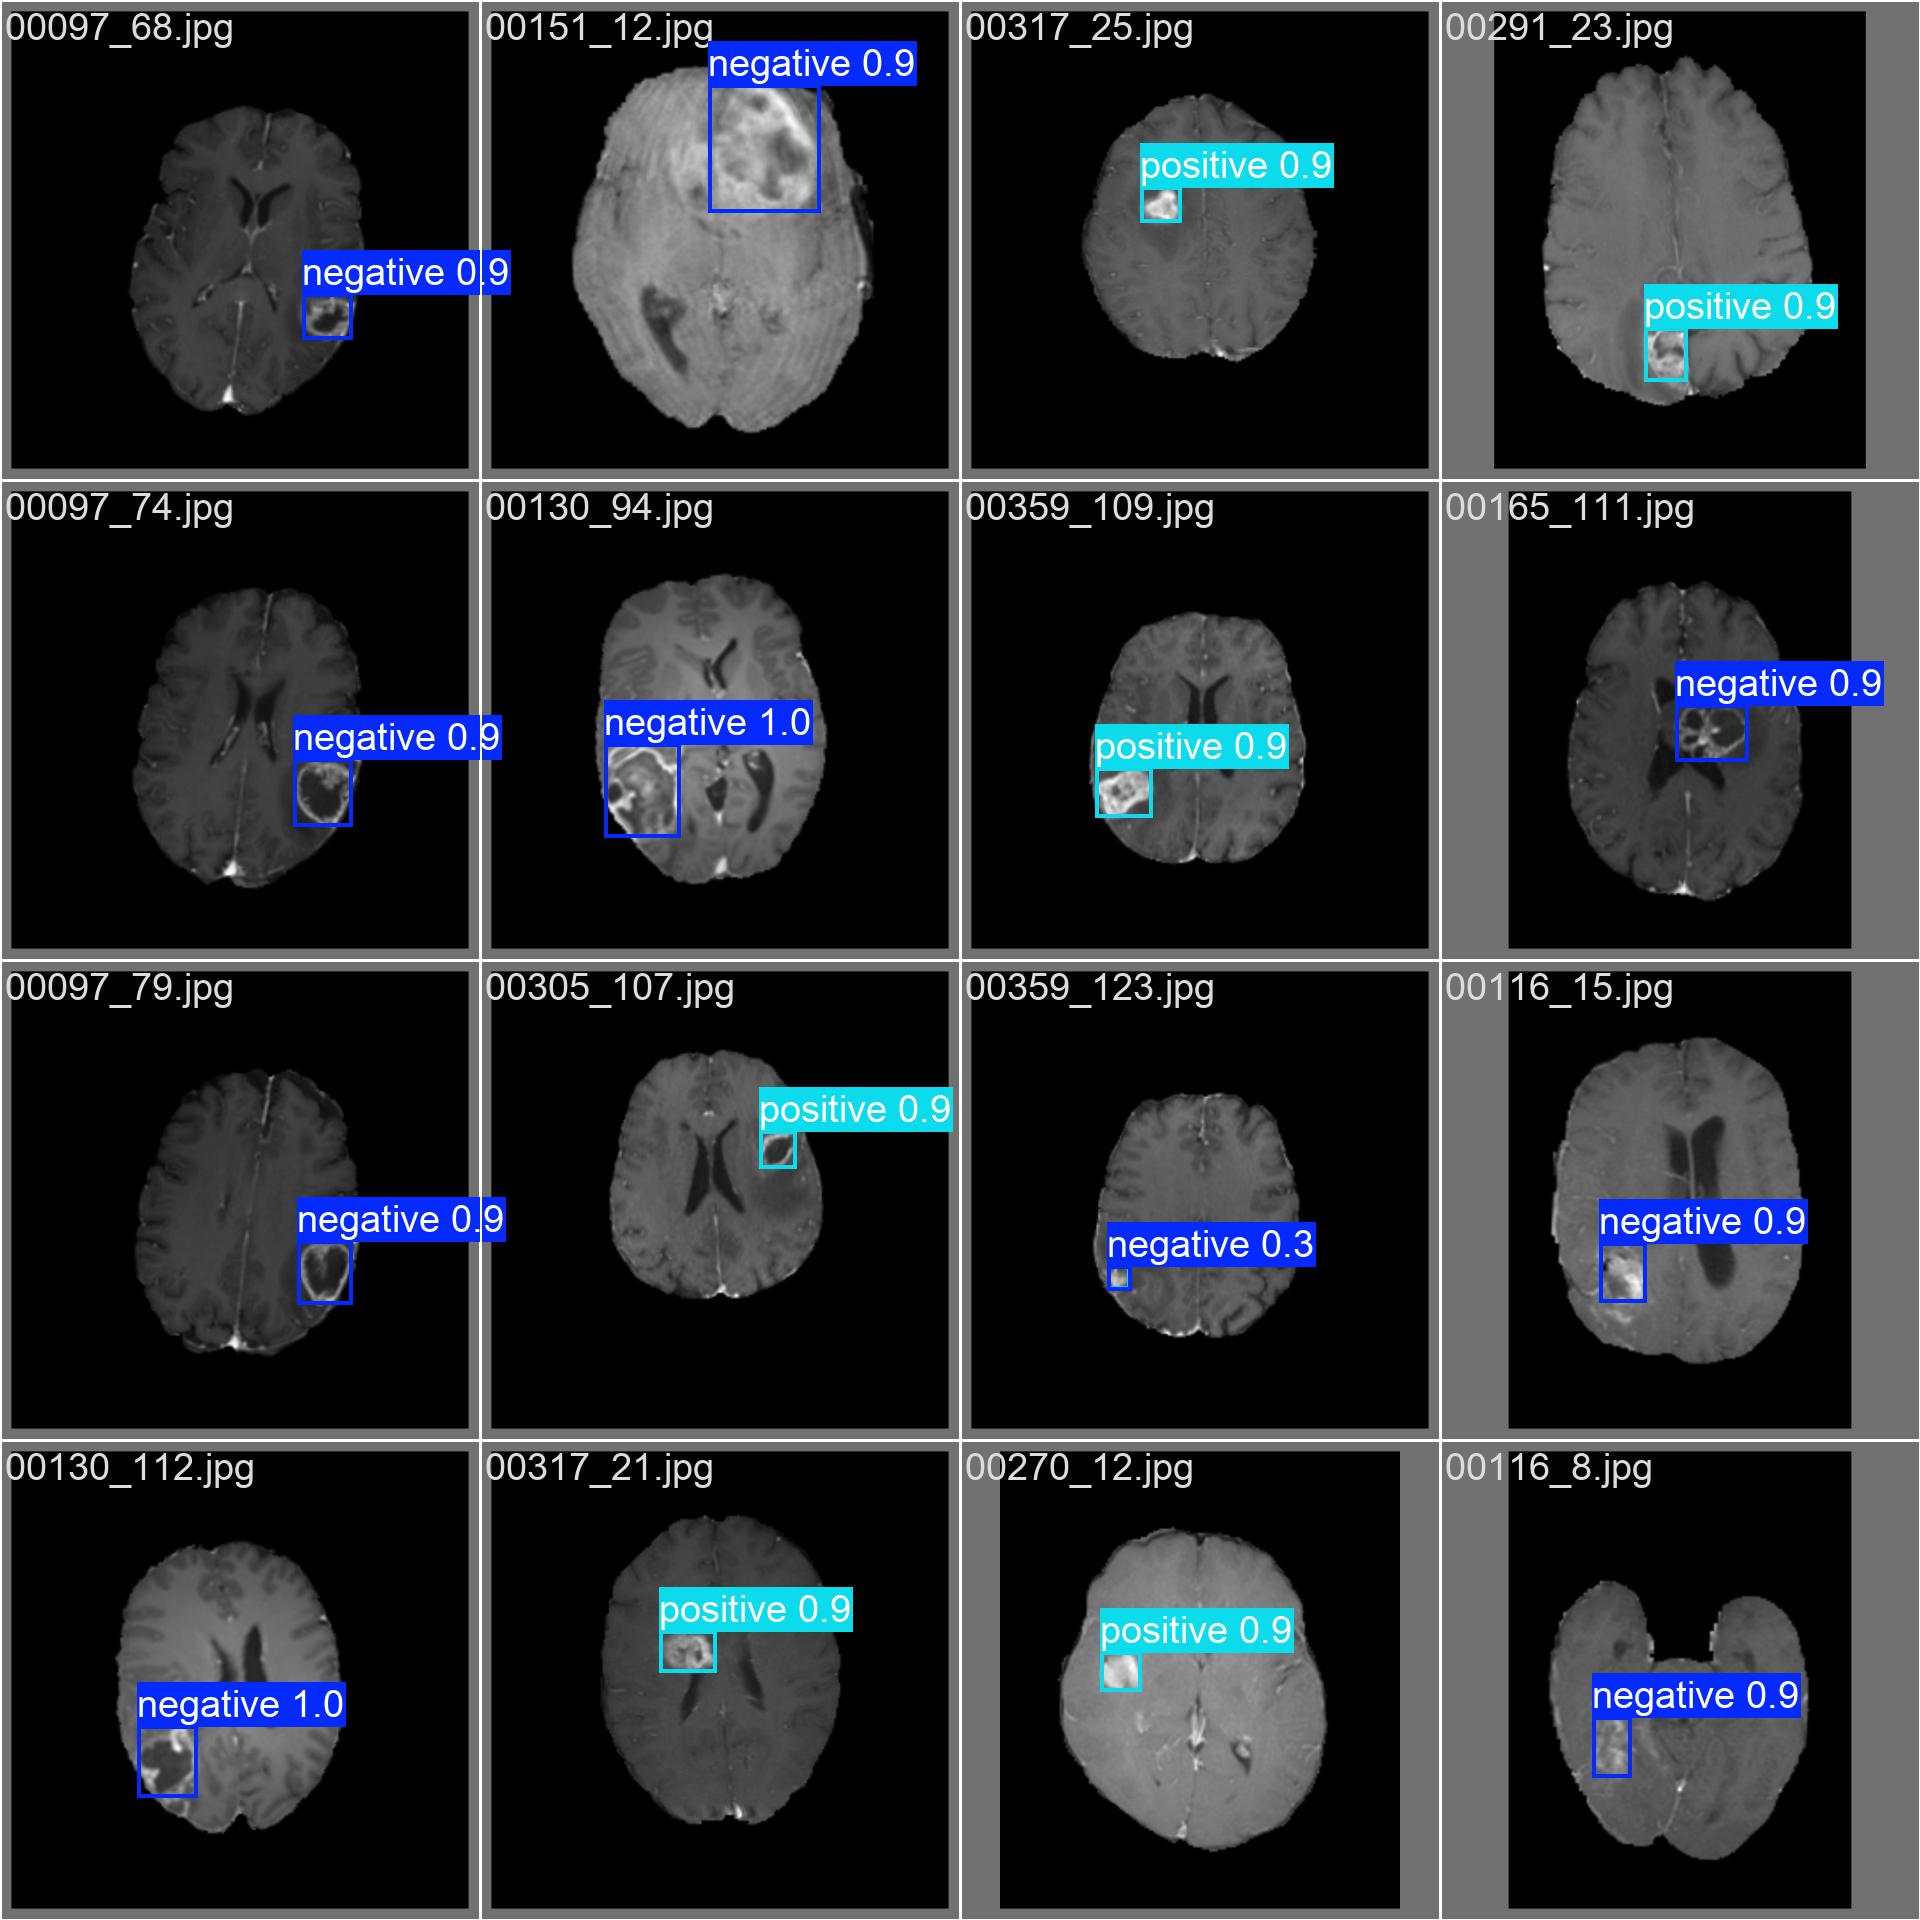 00097_68.jpg
negative 0.9
00151_12.jpg
negative 0.9
00317_25.jpg
positive 0.9
00291_23.jpg
positive 0.9
00097_74.jpg
negative 0.9
00130_94.jpg
negative 1.0
00359_109.jpg
positive 0.9
00165_111.jpg
negative 0.9
00097_79.jpg
negative 0.9
00305_107.jpg
positive 0.9
00359_123.jpg
negative 0.3
00116_15.jpg
negative 0.9
00130_112.jpg
negative 1.0
00317_21.jpg
positive 0.9
00270_12.jpg
positive 0.9
00116_8.jpg
negative 0.9